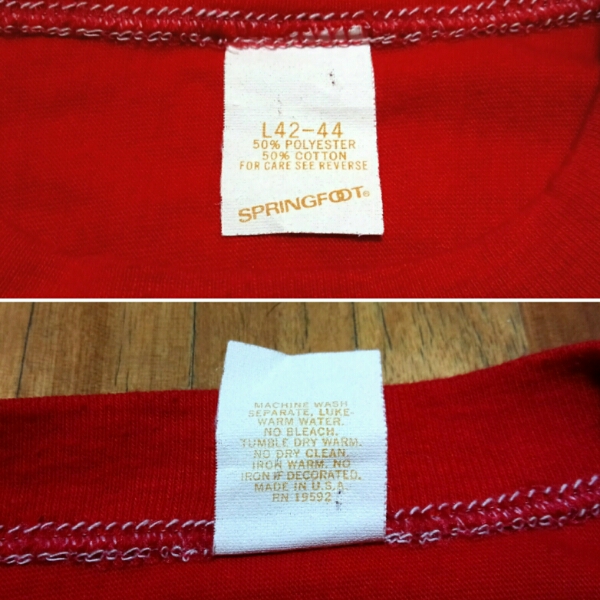 L42-44
50% POLYESTER
50% COTTON
FOR CARE SEE REVERSE
SPRINGFOOT®
MACHINE WASH
SEPARATE, LUKE-
WARM WATER.
NO BLEACH.
TUMBLE DRY WARM.
NO DRY CLEAN.
IRON WARM. NO
IRON IF DECORATED.
MADE IN U.S.A.
RN 19592